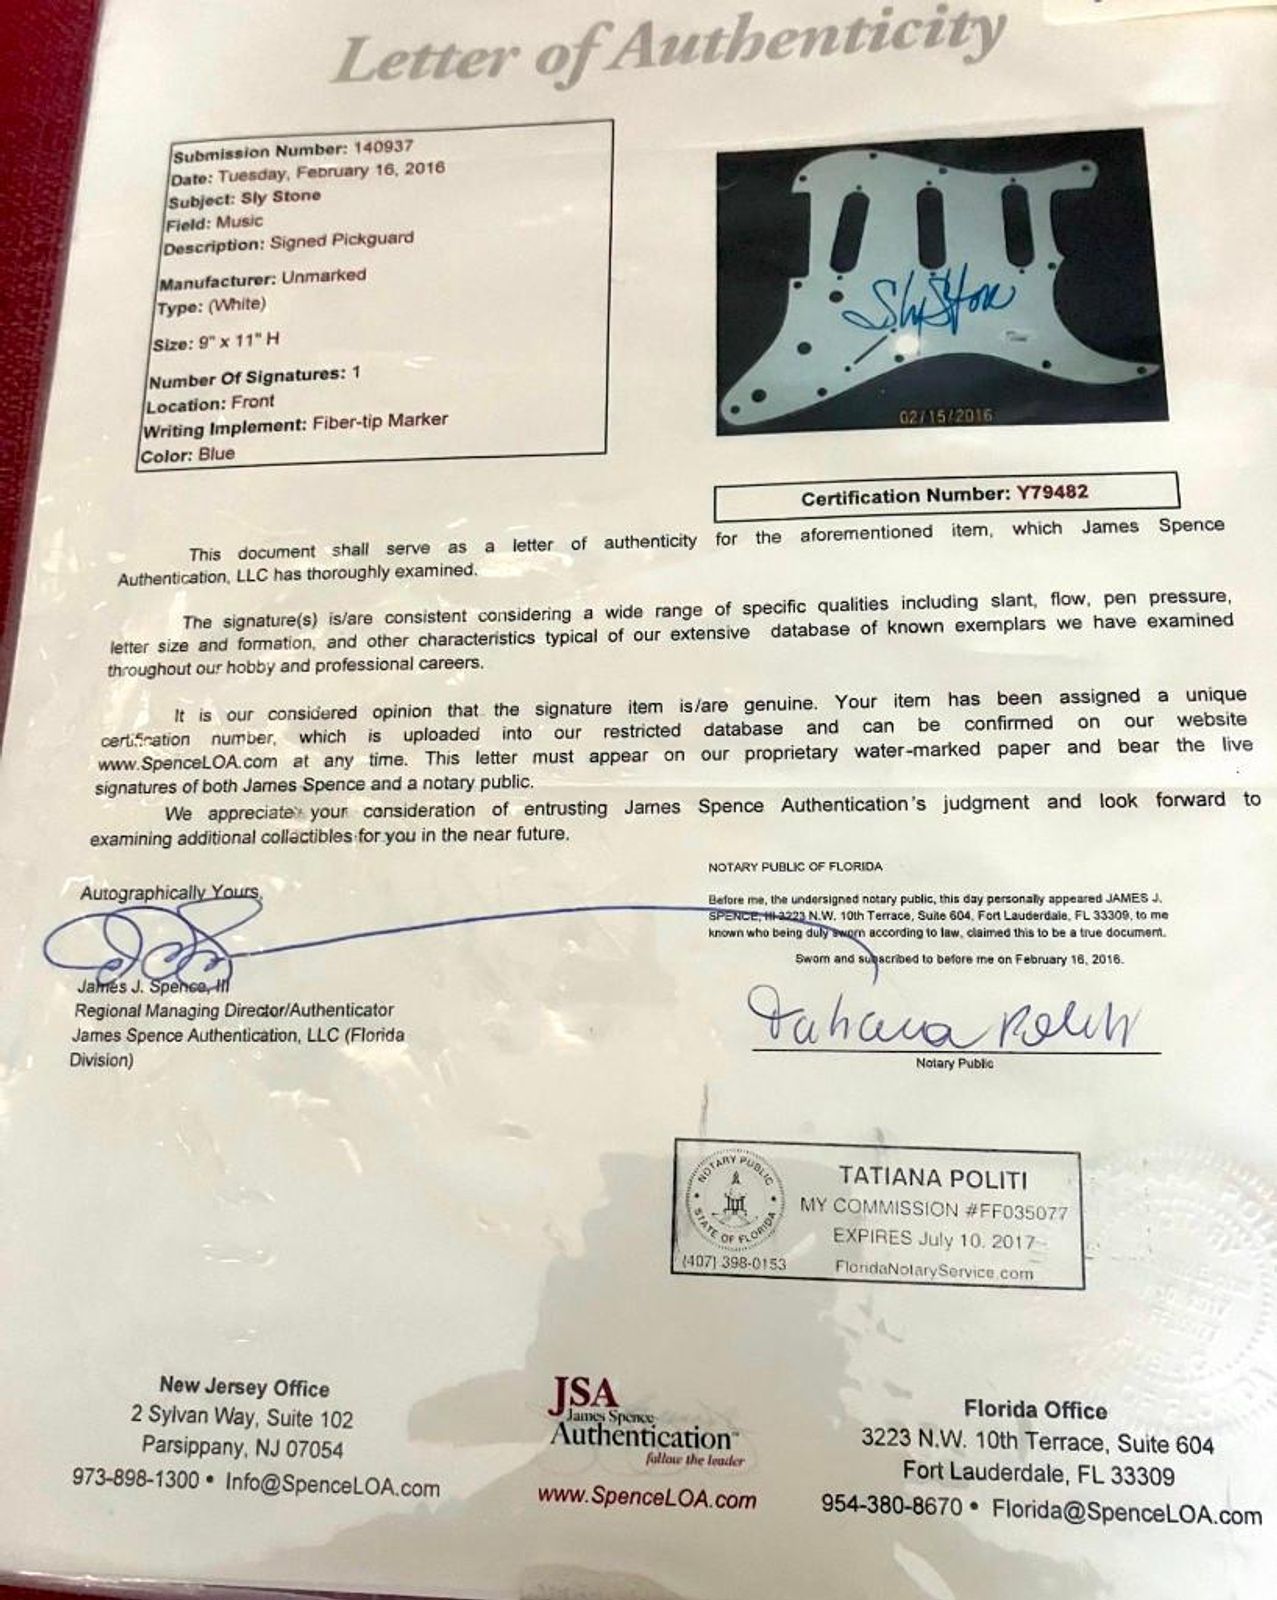 Letter of Authenticity
Submission Number: 140937
Date: Tuesday, February 16, 2016
Subject: Sly Stone
Field: Music
Description: Signed Pickguard
Manufacturer: Unmarked
Type: (White)
Size: 9" x 11" H
Number Of Signatures: 1
Location: Front
Writing Implement: Fiber-tip Marker
Color: Blue
Sly Stone
02/15/2016
Certification Number: Y79482
This document shall serve as a letter of authenticity for the aforementioned item, which James Spence
Authentication, LLC has thoroughly examined.
The signature(s) is/are consistent considering a wide range of specific qualities including slant, flow, pen pressure,
letter size and formation, and other characteristics typical of our extensive database of known exemplars we have examined
throughout our hobby and professional careers.
It is our considered opinion that the signature item is/are genuine. Your item has been assigned a unique
certification number, which is uploaded into our restricted database and can be confirmed on our website
www.SpenceLOA.com at any time. This letter must appear on our proprietary water-marked paper and bear the live
signatures of both James Spence and a notary public.
We appreciate your consideration of entrusting James Spence Authentication's judgment and look forward to
examining additional collectibles for you in the near future.
Autographically Yours,
James J. Spence, III
Regional Managing Director/Authenticator
James Spence Authentication, LLC (Florida
Division)
NOTARY PUBLIC OF FLORIDA
Before me, the undersigned notary public, this day personally appeared JAMES J.
SPENCE, III 3223 N.W. 10th Terrace, Suite 604, Fort Lauderdale, FL 33309, to me
known who being duly sworn according to law, claimed this to be a true document.
Sworn and subscribed to before me on February 16, 2016.
Tatiana Politi
Notary Public
NOTARY PUBLIC
STATE OF FLORIDA
(407) 398-0153
TATIANA POLITI
MY COMMISSION #FF035077
EXPIRES July 10, 2017
FloridaNotaryService.com
New Jersey Office
2 Sylvan Way, Suite 102
Parsippany, NJ 07054
973-898-1300 • Info@SpenceLOA.com
JSA
James Spence
Authentication™
follow the leader
www.SpenceLOA.com
Florida Office
3223 N.W. 10th Terrace, Suite 604
Fort Lauderdale, FL 33309
954-380-8670 • Florida@SpenceLOA.com